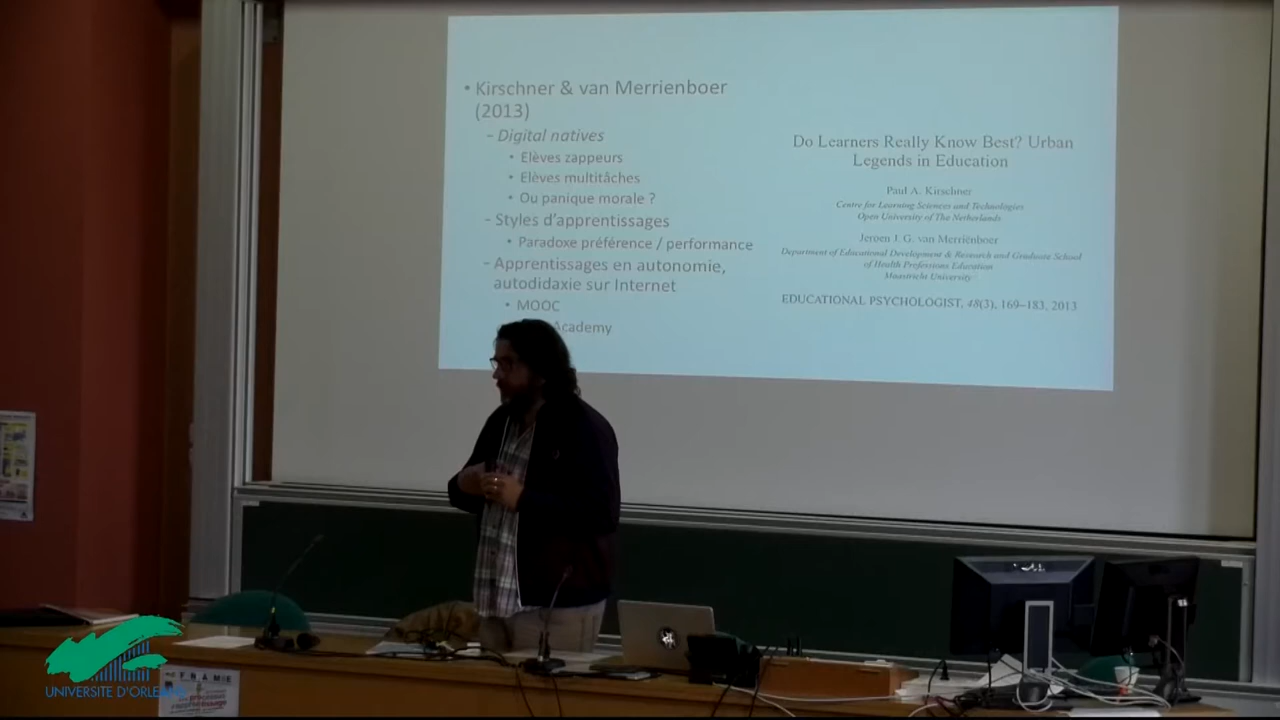 • Kirschner & van Merrienboer
(2013)
– Digital natives
• Elèves zappeurs
• Elèves multitâches
• Ou panique morale ?
– Styles d'apprentissages
• Paradoxe préférence / performance
– Apprentissages en autonomie,
autodidaxie sur Internet
• MOOC
Academy
Do Learners Really Know Best? Urban
Legends in Education
Paul A. Kirschner
Centre for Learning Sciences and Technologies
Open University of The Netherlands
Jeroen J. G. van Merriënboer
Department of Educational Development & Research and Graduate School
of Health Professions Education
Maastricht University
EDUCATIONAL PSYCHOLOGIST, 48(3), 169–183, 2013
UNIVERSITE D'ORLEANS